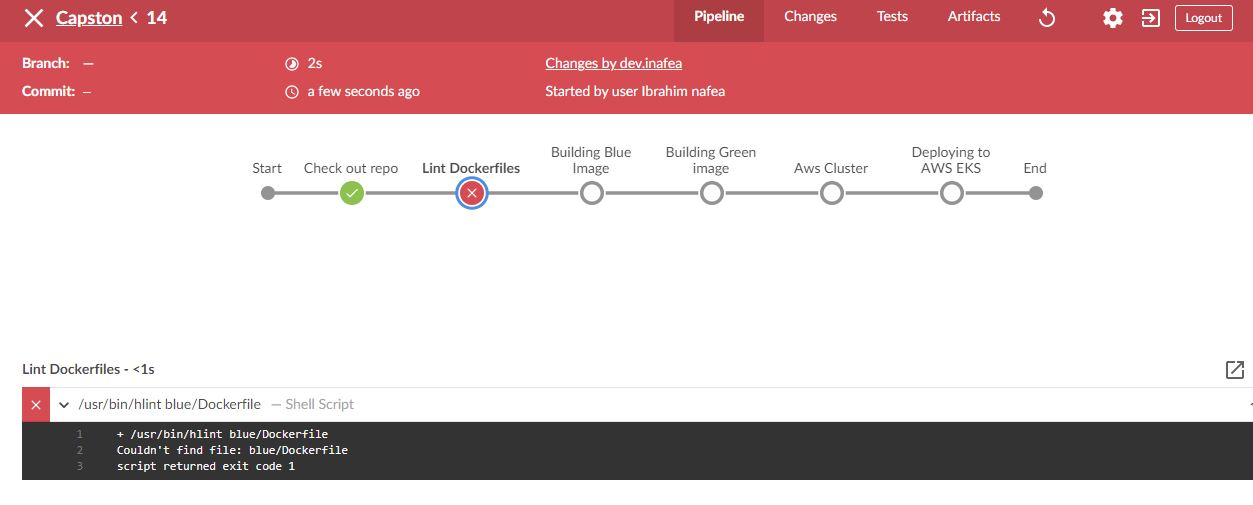 Capston < 14
Pipeline
Changes
Tests
Artifacts
Logout
Branch: —
2s
Changes by dev.inafea
Commit: –
a few seconds ago
Started by user Ibrahim nafea
Start
Check out repo
Lint Dockerfiles
Building Blue
Image
Building Green
image
Aws Cluster
Deploying to
AWS EKS
End
Lint Dockerfiles - <1s
/usr/bin/hlint blue/Dockerfile — Shell Script
1 + /usr/bin/hlint blue/Dockerfile
2 Couldn't find file: blue/Dockerfile
3 script returned exit code 1